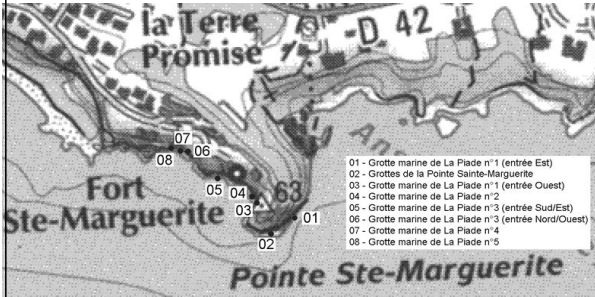 la Terre
Promise
D 42
An
07
08
06
05
04
03
63
01
02
Fort
Ste-Marguerite
Pointe Ste-Marguerite
01 - Grotte marine de La Piade n°1 (entrée Est)
02 - Grottes de la Pointe Sainte-Marguerite
03 - Grotte marine de La Piade n°1 (entrée Ouest)
04 - Grotte marine de La Piade n°2
05 - Grotte marine de La Piade n°3 (entrée Sud/Est)
06 - Grotte marine de La Piade n°3 (entrée Nord/Ouest)
07 - Grotte marine de La Piade n°4
08 - Grotte marine de La Piade n°5